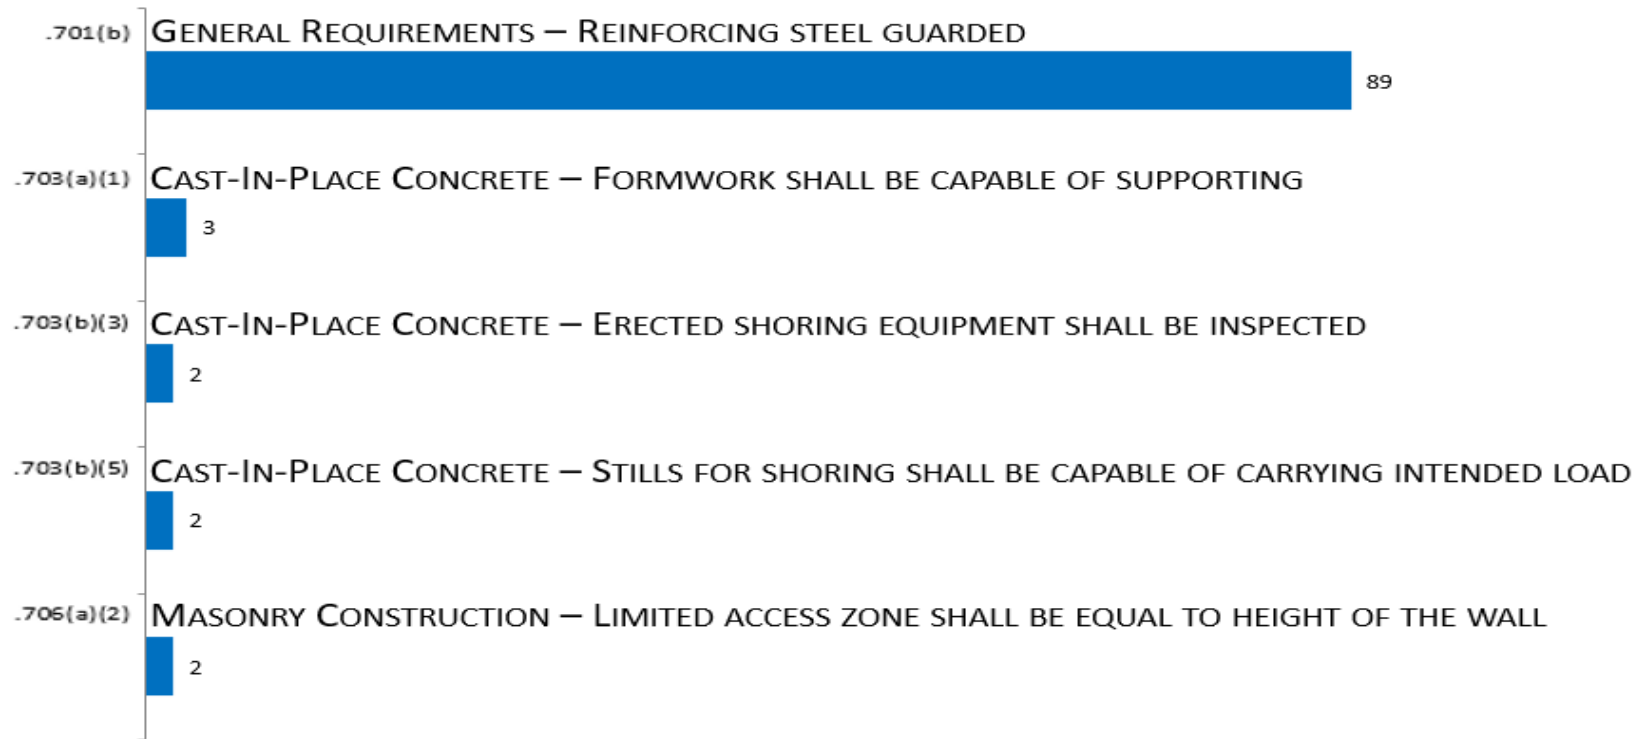 .701(b) GENERAL REQUIREMENTS – REINFORCING STEEL GUARDED
89
.703(a)(1) CAST-IN-PLACE CONCRETE – FORMWORK SHALL BE CAPABLE OF SUPPORTING
3
.703(b)(3) CAST-IN-PLACE CONCRETE – ERECTED SHORING EQUIPMENT SHALL BE INSPECTED
2
.703(b)(5) CAST-IN-PLACE CONCRETE – STILLS FOR SHORING SHALL BE CAPABLE OF CARRYING INTENDED LOAD
2
.706(a)(2) MASONRY CONSTRUCTION – LIMITED ACCESS ZONE SHALL BE EQUAL TO HEIGHT OF THE WALL
2